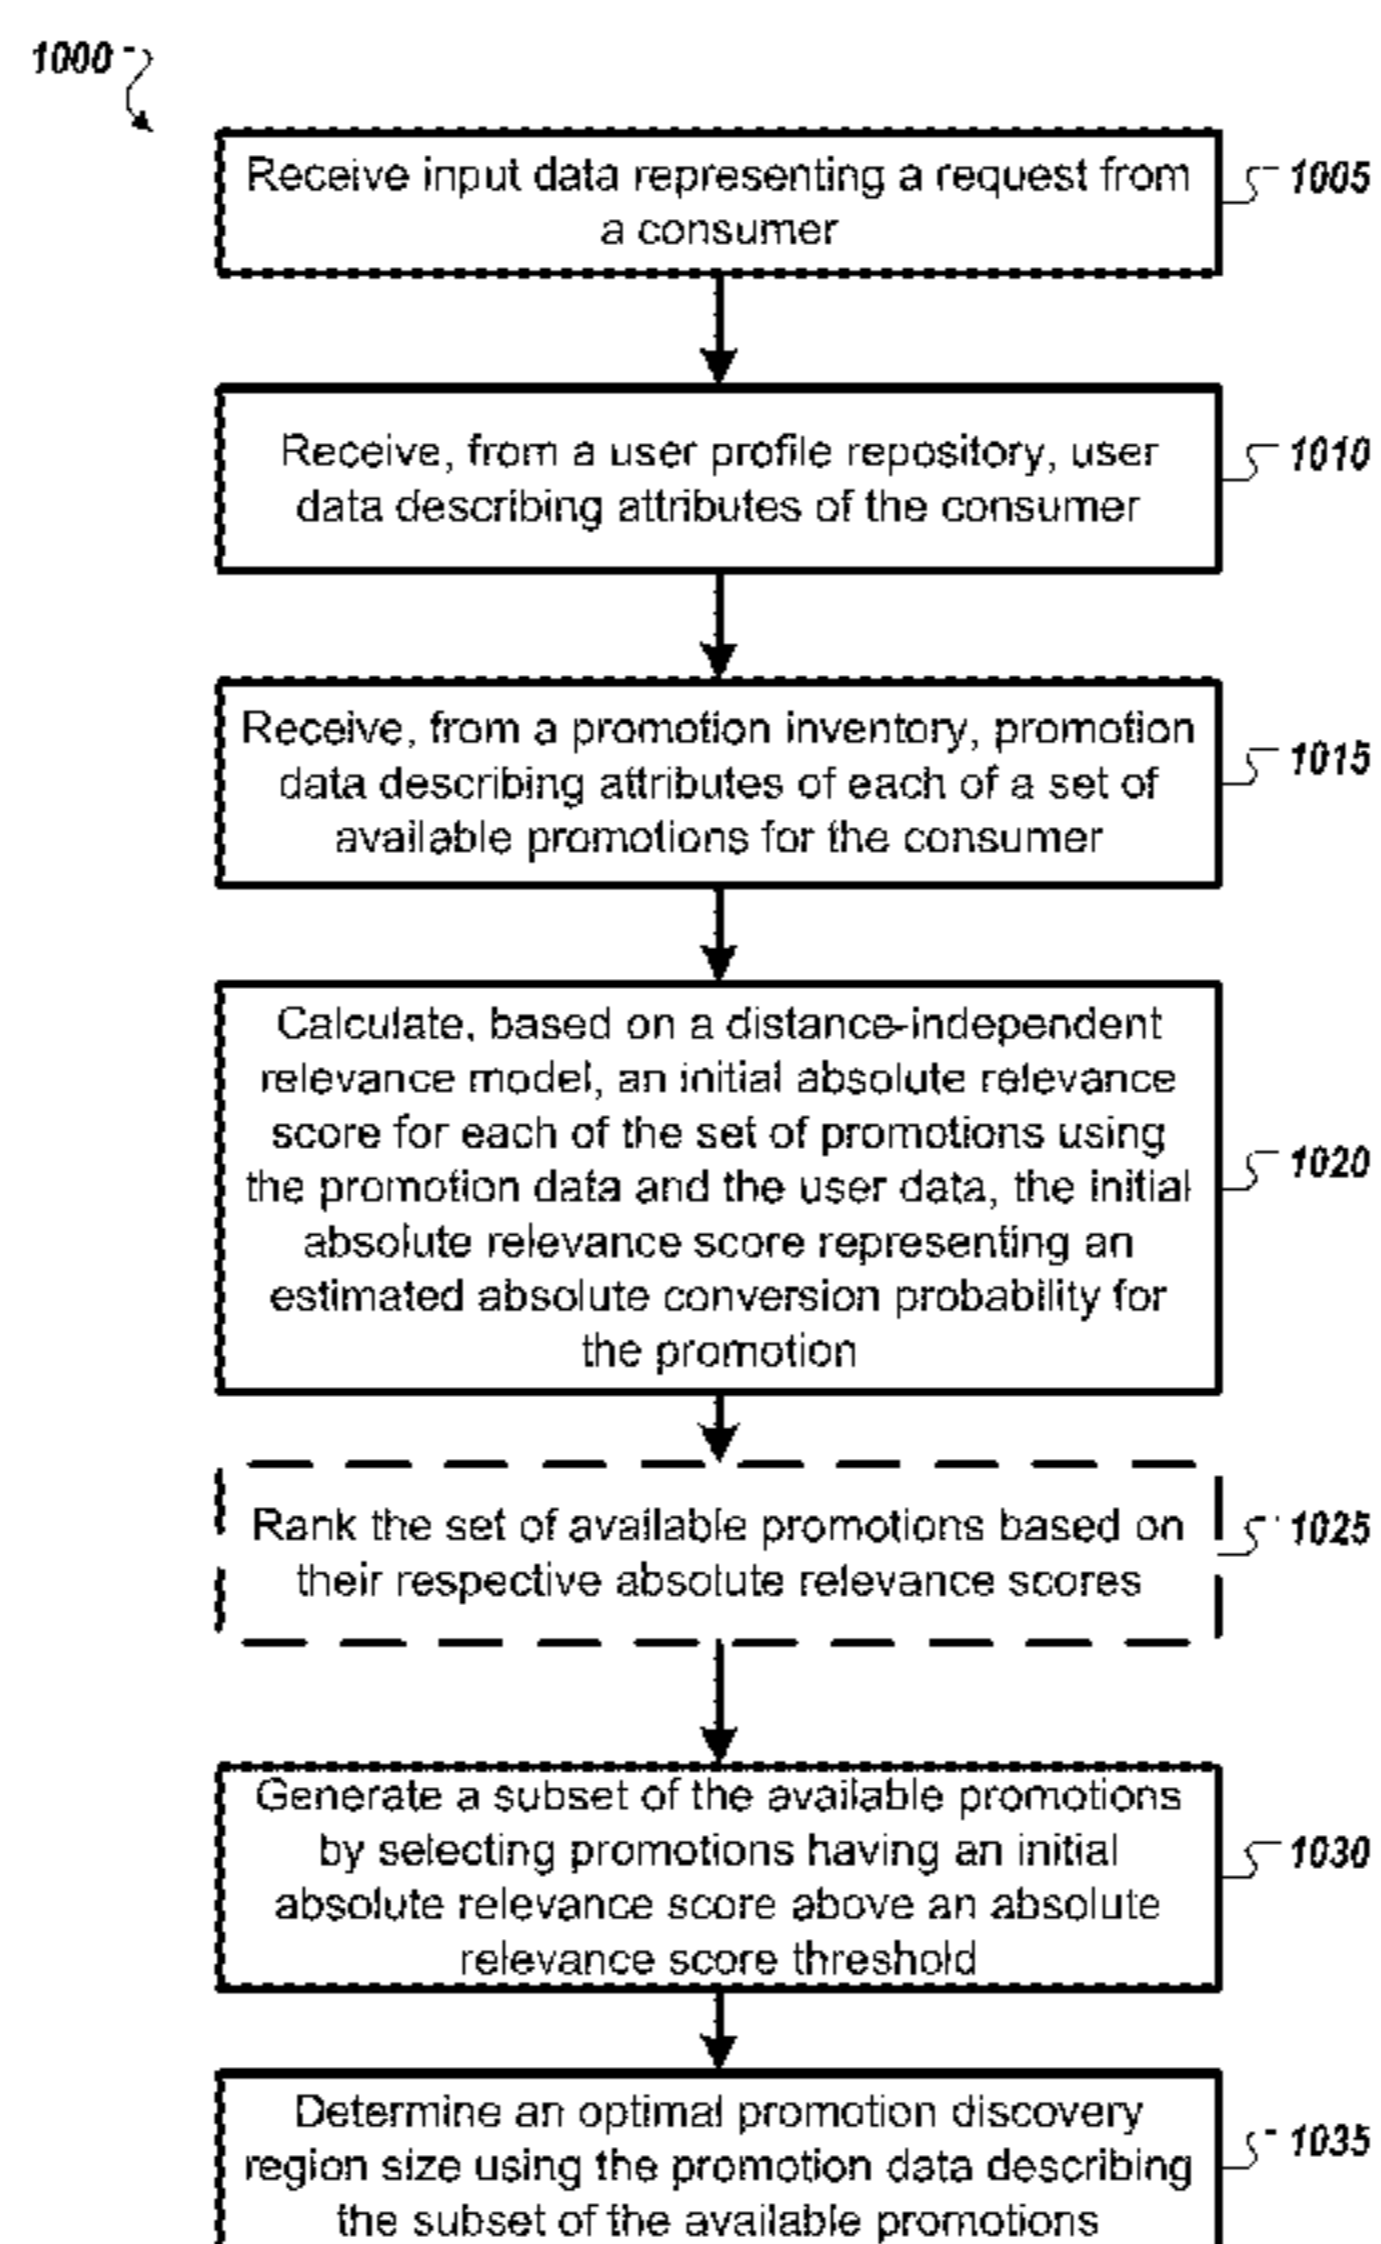 1000
Receive input data representing a request from
a consumer
1005
Receive, from a user profile repository, user
data describing attributes of the consumer
1010
Receive, from a promotion inventory, promotion
data describing attributes of each of a set of
available promotions for the consumer
1015
Calculate, based on a distance-independent
relevance model, an initial absolute relevance
score for each of the set of promotions using
the promotion data and the user data, the initial
absolute relevance score representing an
estimated absolute conversion probability for
the promotion
1020
Rank the set of available promotions based on
their respective absolute relevance scores
1025
Generate a subset of the available promotions
by selecting promotions having an initial
absolute relevance score above an absolute
relevance score threshold
1030
Determine an optimal promotion discovery
region size using the promotion data describing
the subset of the available promotions
1035